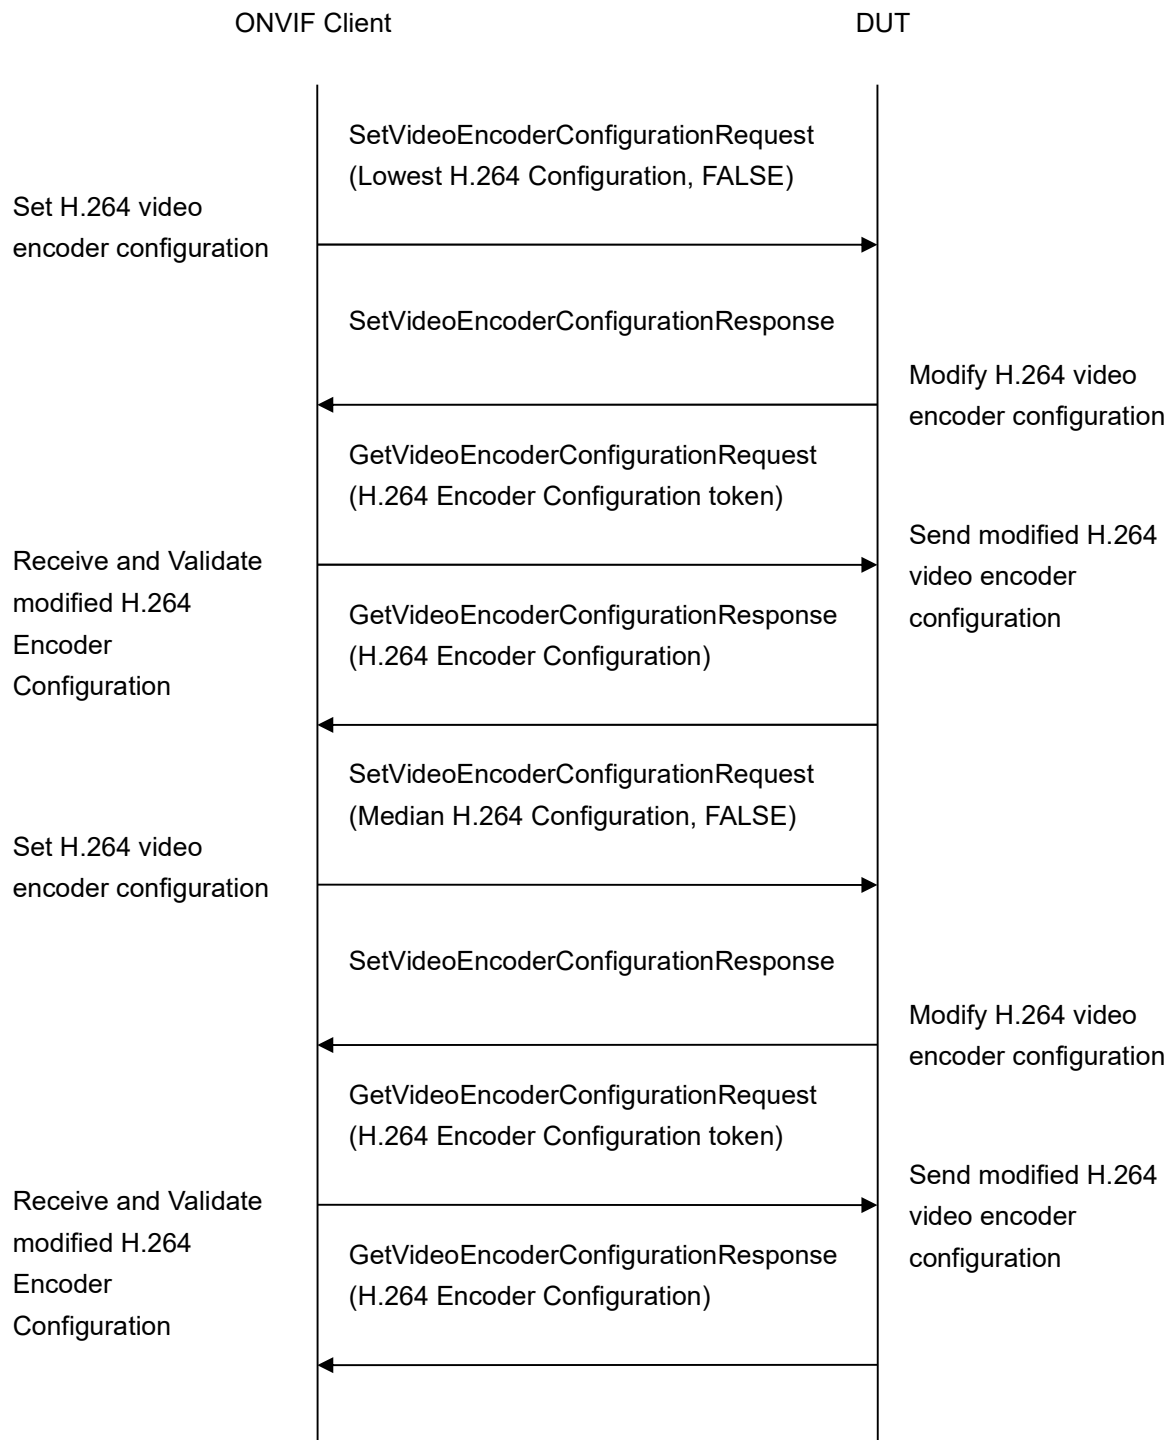 ONVIF Client
DUT
SetVideoEncoderConfigurationRequest
(Lowest H.264 Configuration, FALSE)
Set H.264 video
encoder configuration
SetVideoEncoderConfigurationResponse
Modify H.264 video
encoder configuration
GetVideoEncoderConfigurationRequest
(H.264 Encoder Configuration token)
Send modified H.264
video encoder
configuration
Receive and Validate
modified H.264
Encoder
Configuration
GetVideoEncoderConfigurationResponse
(H.264 Encoder Configuration)
SetVideoEncoderConfigurationRequest
(Median H.264 Configuration, FALSE)
Set H.264 video
encoder configuration
SetVideoEncoderConfigurationResponse
Modify H.264 video
encoder configuration
GetVideoEncoderConfigurationRequest
(H.264 Encoder Configuration token)
Send modified H.264
video encoder
configuration
Receive and Validate
modified H.264
Encoder
Configuration
GetVideoEncoderConfigurationResponse
(H.264 Encoder Configuration)